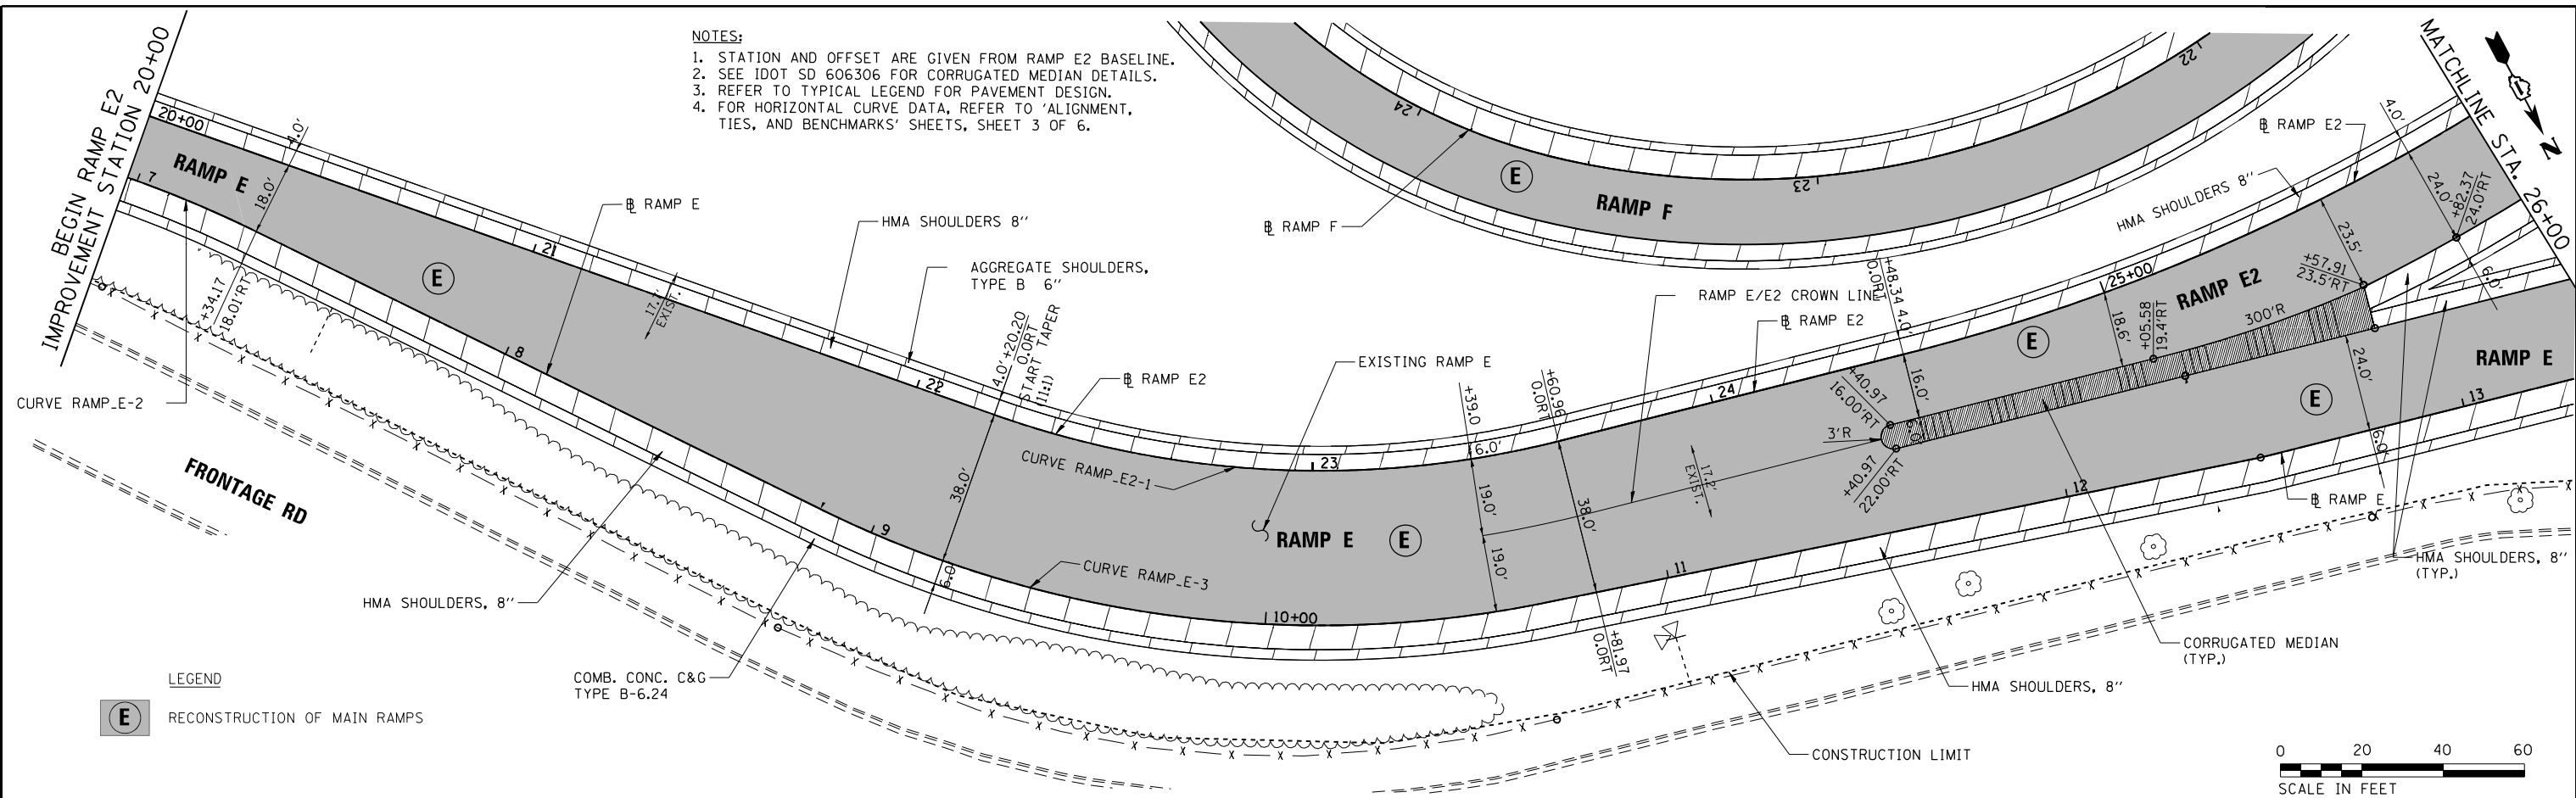 NOTES:
1. STATION AND OFFSET ARE GIVEN FROM RAMP E2 BASELINE.
2. SEE IDOT SD 606306 FOR CORRUGATED MEDIAN DETAILS.
3. REFER TO TYPICAL LEGEND FOR PAVEMENT DESIGN.
4. FOR HORIZONTAL CURVE DATA, REFER TO 'ALIGNMENT,
TIES, AND BENCHMARKS' SHEETS, SHEET 3 OF 6.
BEGIN RAMP E2
IMPROVEMENT STATION 20+00
MATCHLINE STA. 26+00
N
20+00
RAMP E
7
4.0'
18.0'
+34.17
18.01'RT
CURVE RAMP_E-2
FRONTAGE RD
E
℄ RAMP E
HMA SHOULDERS 8''
AGGREGATE SHOULDERS,
TYPE B 6''
21
17.7'
EXIST.
8
22
4.0'
+20.20
0.0RT
START TAPER
11:1)
℄ RAMP E2
38.0'
6.0'
9
CURVE RAMP_E2-1
CURVE RAMP_E-3
EXISTING RAMP E
RAMP E
E
23
10+00
+39.0
6.0'
19.0'
19.0'
+60.96
0.0RT
38.0'
+81.97
0.0RT
24
22
23
℄ RAMP F
E
RAMP F
RAMP E/E2 CROWN LINE
℄ RAMP E2
24
+48.34
0.0RT
4.0'
16.0'
6.0'
+40.97
16.00'RT
3'R
+40.97
22.00'RT
17.2'
EXIST.
11
12
13
E
25+00
RAMP E2
18.6'
+05.58
19.4'RT
300'R
+57.91
23.5'RT
23.5'
HMA SHOULDERS 8''
℄ RAMP E2
4.0'
24.0'
+82.37
24.0'RT
6.0'
24.0'
6.0'
E
RAMP E
℄ RAMP E
HMA SHOULDERS, 8''
(TYP.)
CORRUGATED MEDIAN
(TYP.)
HMA SHOULDERS, 8''
CONSTRUCTION LIMIT
HMA SHOULDERS, 8''
COMB. CONC. C&G
TYPE B-6.24
LEGEND
E
RECONSTRUCTION OF MAIN RAMPS
0 20 40 60
SCALE IN FEET